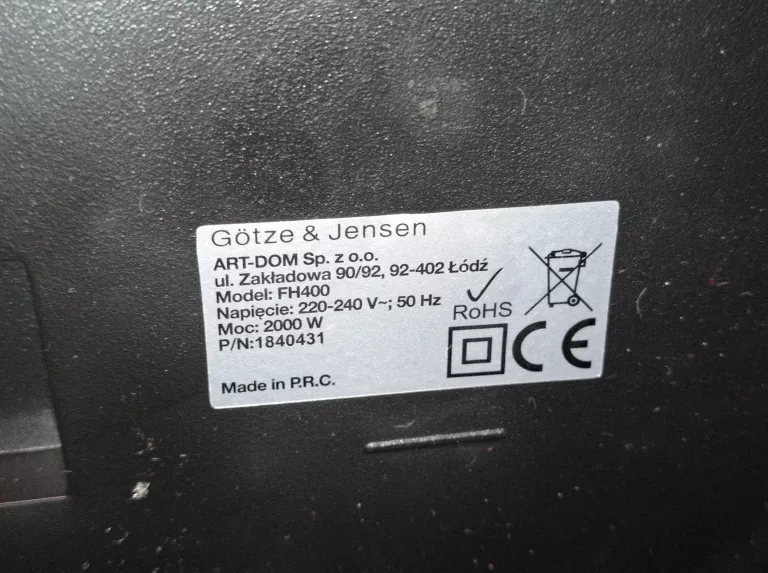 Götze & Jensen
ART-DOM Sp. z o.o.
ul. Zakładowa 90/92, 92-402 Łódź
Model: FH400
Napięcie: 220-240 V~; 50 Hz
Moc: 2000 W
P/N:1840431
Made in P.R.C.
RoHS
CE